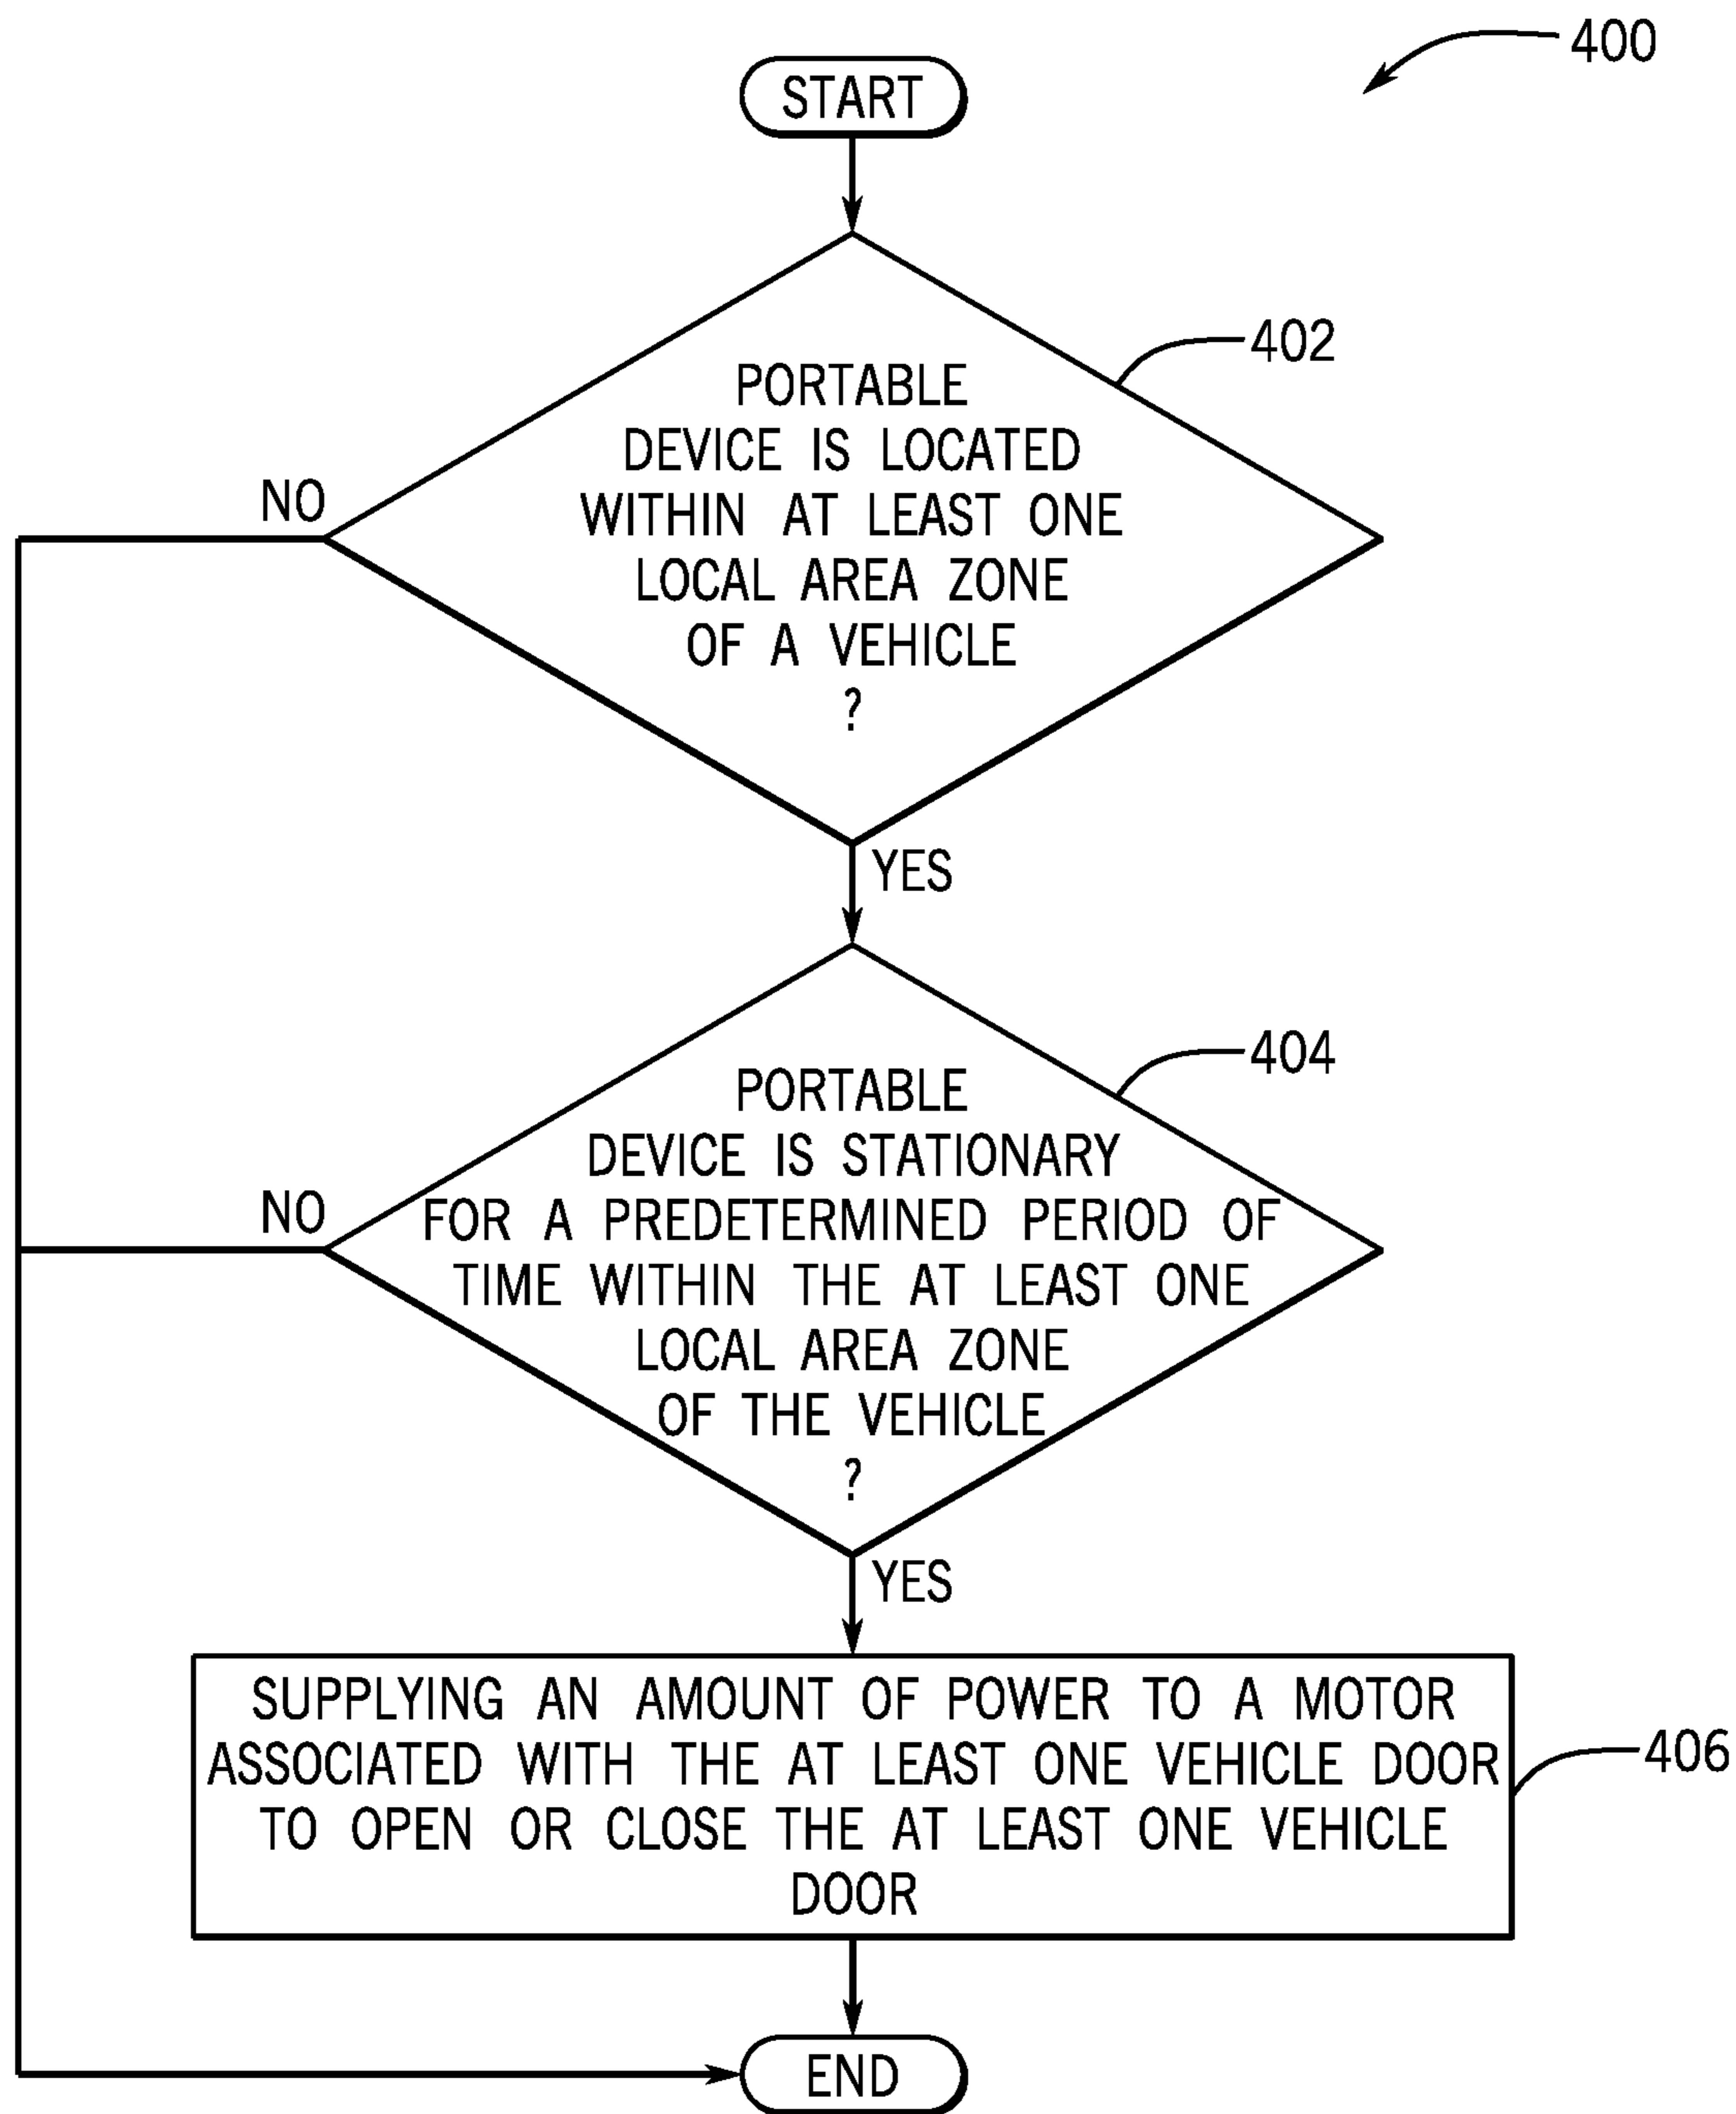 400
START
402
PORTABLE
DEVICE IS LOCATED
WITHIN AT LEAST ONE
LOCAL AREA ZONE
OF A VEHICLE
?
NO
YES
404
PORTABLE
DEVICE IS STATIONARY
FOR A PREDETERMINED PERIOD OF
TIME WITHIN THE AT LEAST ONE
LOCAL AREA ZONE
OF THE VEHICLE
?
NO
YES
SUPPLYING AN AMOUNT OF POWER TO A MOTOR
ASSOCIATED WITH THE AT LEAST ONE VEHICLE DOOR
TO OPEN OR CLOSE THE AT LEAST ONE VEHICLE
DOOR
406
END